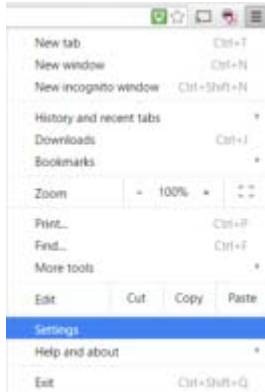 New tab Ctrl+T
New window Ctrl+N
New incognito window Ctrl+Shift+N
History and recent tabs
Downloads Ctrl+J
Bookmarks
Zoom - 100% +
Print... Ctrl+P
Find... Ctrl+F
More tools
Edit Cut Copy Paste
Settings
Help and about
Exit Ctrl+Shift+Q